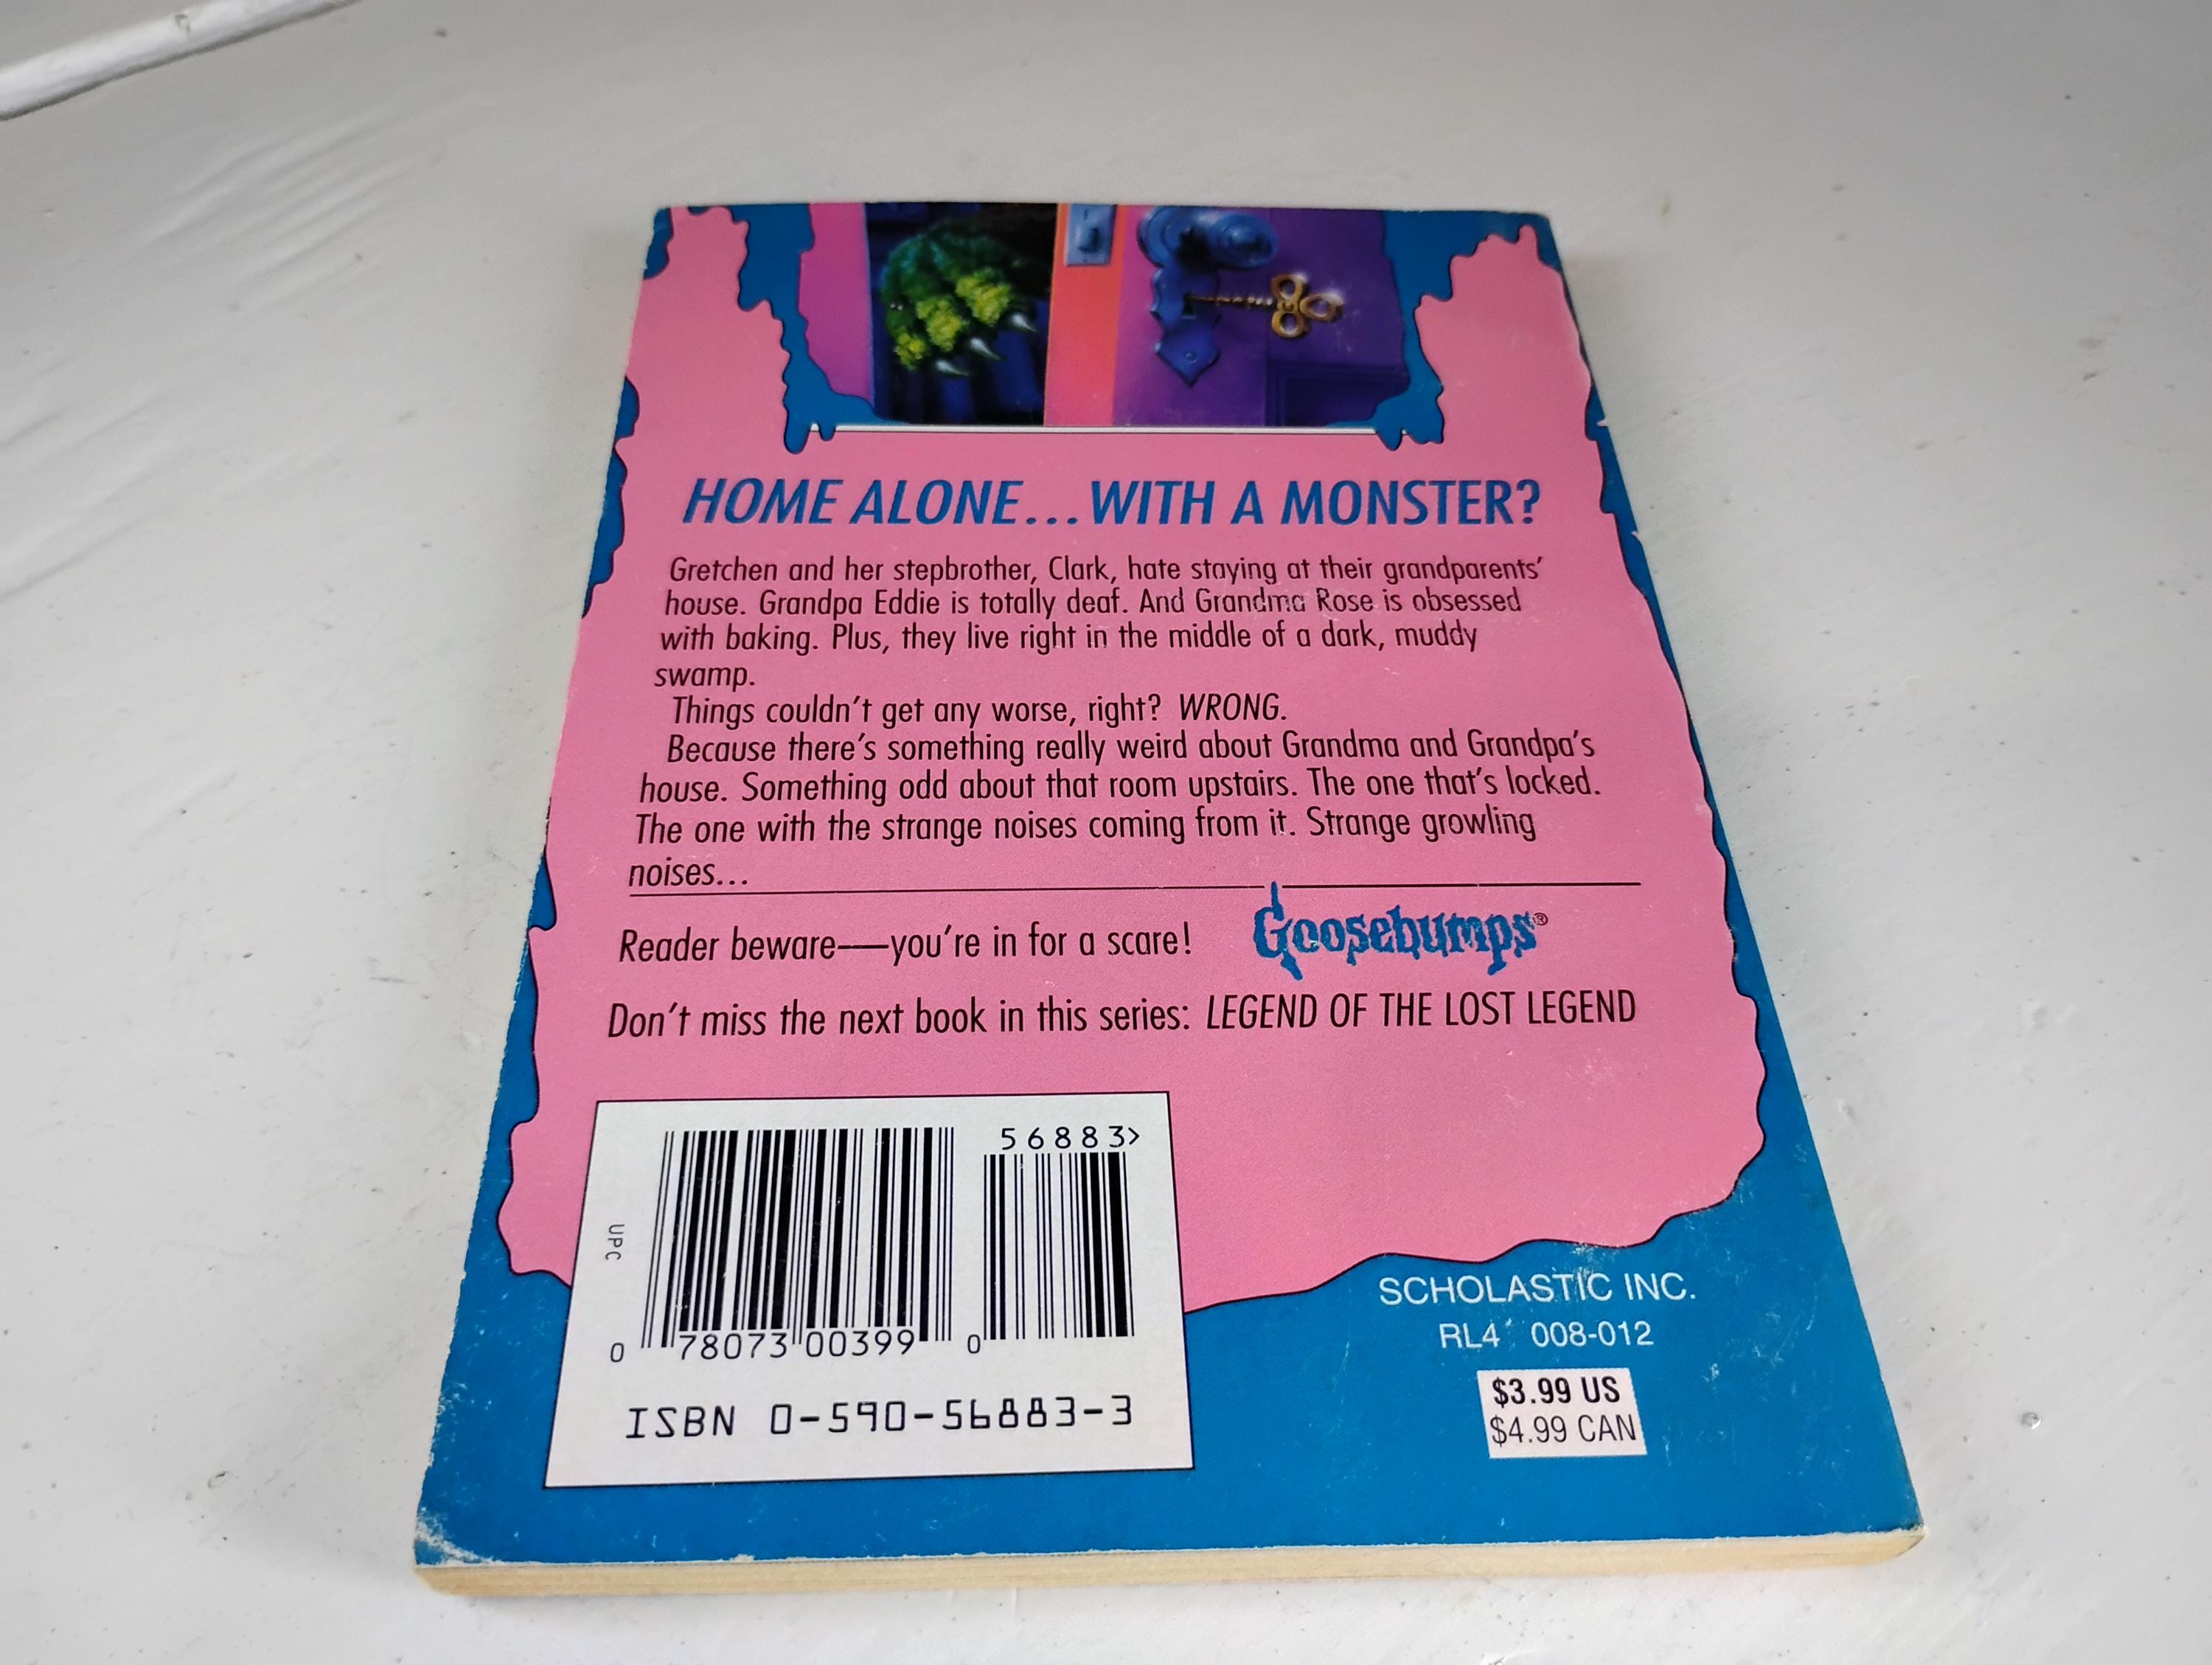 HOME ALONE...WITH A MONSTER?
Gretchen and her stepbrother, Clark, hate staying at their grandparents'
house. Grandpa Eddie is totally deaf. And Grandma Rose is obsessed
with baking. Plus, they live right in the middle of a dark, muddy
swamp.
Things couldn't get any worse, right? WRONG.
Because there's something really weird about Grandma and Grandpa's
house. Something odd about that room upstairs. The one that's locked.
The one with the strange noises coming from it. Strange growling
noises...
Reader beware—you're in for a scare! Goosebumps®
Don't miss the next book in this series: LEGEND OF THE LOST LEGEND
56883>
UPC
0 78073 00399 0
ISBN 0-590-56883-3
SCHOLASTIC INC.
RL4 008-012
$3.99 US
$4.99 CAN